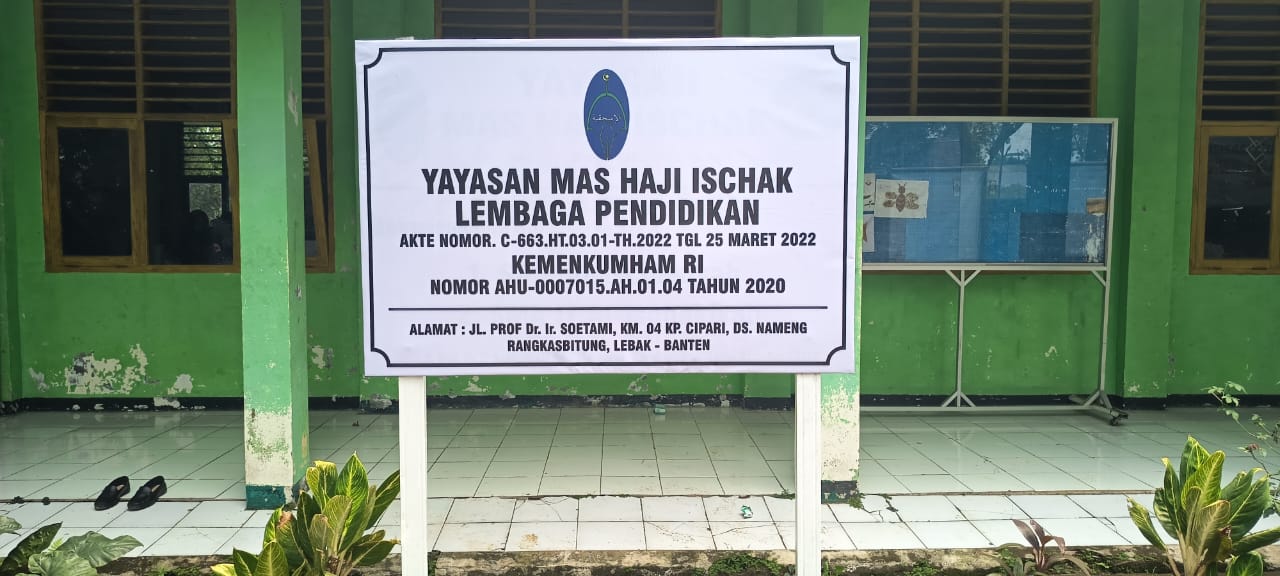 YAYASAN MAS HAJI ISCHAK
LEMBAGA PENDIDIKAN
AKTE NOMOR. C-663.HT.03.01-TH.2022 TGL 25 MARET 2022
KEMENKUMHAM RI
NOMOR AHU-0007015.AH.01.04 TAHUN 2020
ALAMAT : JL. PROF Dr. Ir. SOETAMI, KM. 04 KP. CIPARI, DS. NAMENG
RANGKASBITUNG, LEBAK - BANTEN